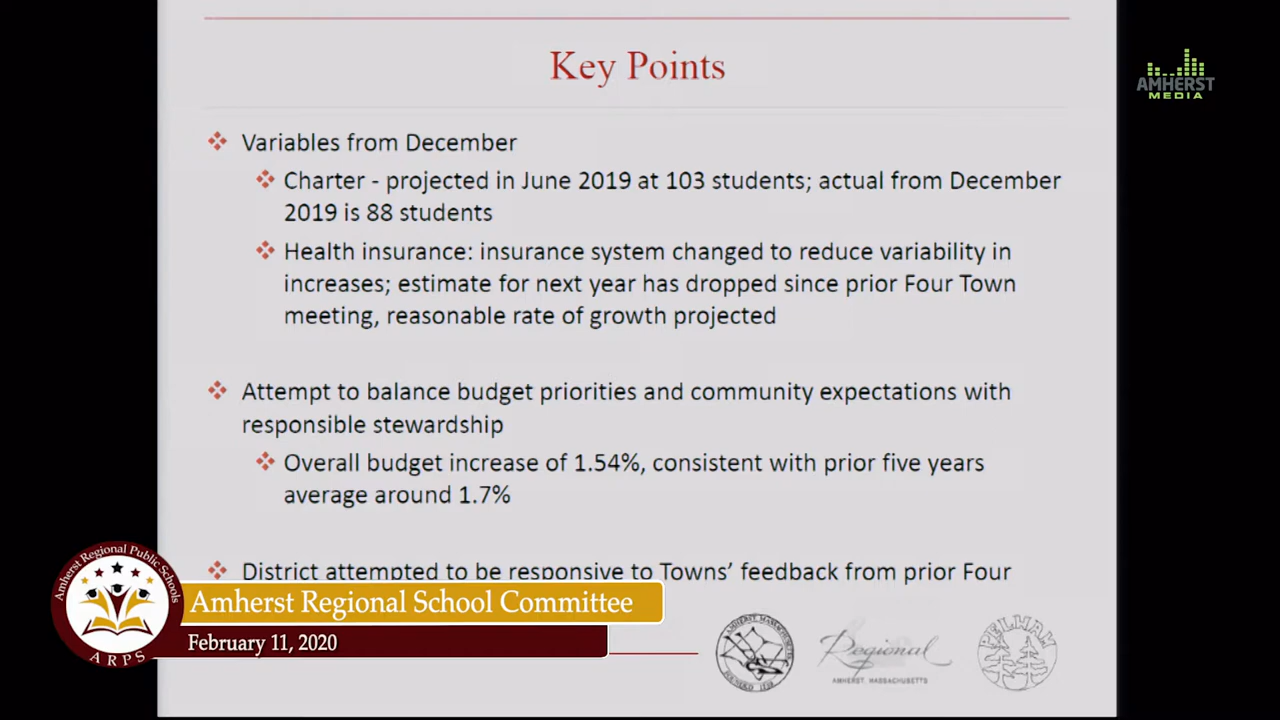 Key Points
AMHERST
MEDIA
Variables from December
Charter - projected in June 2019 at 103 students; actual from December
2019 is 88 students
Health insurance: insurance system changed to reduce variability in
increases; estimate for next year has dropped since prior Four Town
meeting, reasonable rate of growth projected
Attempt to balance budget priorities and community expectations with
responsible stewardship
Overall budget increase of 1.54%, consistent with prior five years
average around 1.7%
District attempted to be responsive to Towns’ feedback from prior Four
Amherst Regional Public Schools
ARPS
Amherst Regional School Committee
February 11, 2020
AMHERST MASSACHUSETTS
Regional
AMHERST, MASSACHUSETTS
PELHAM